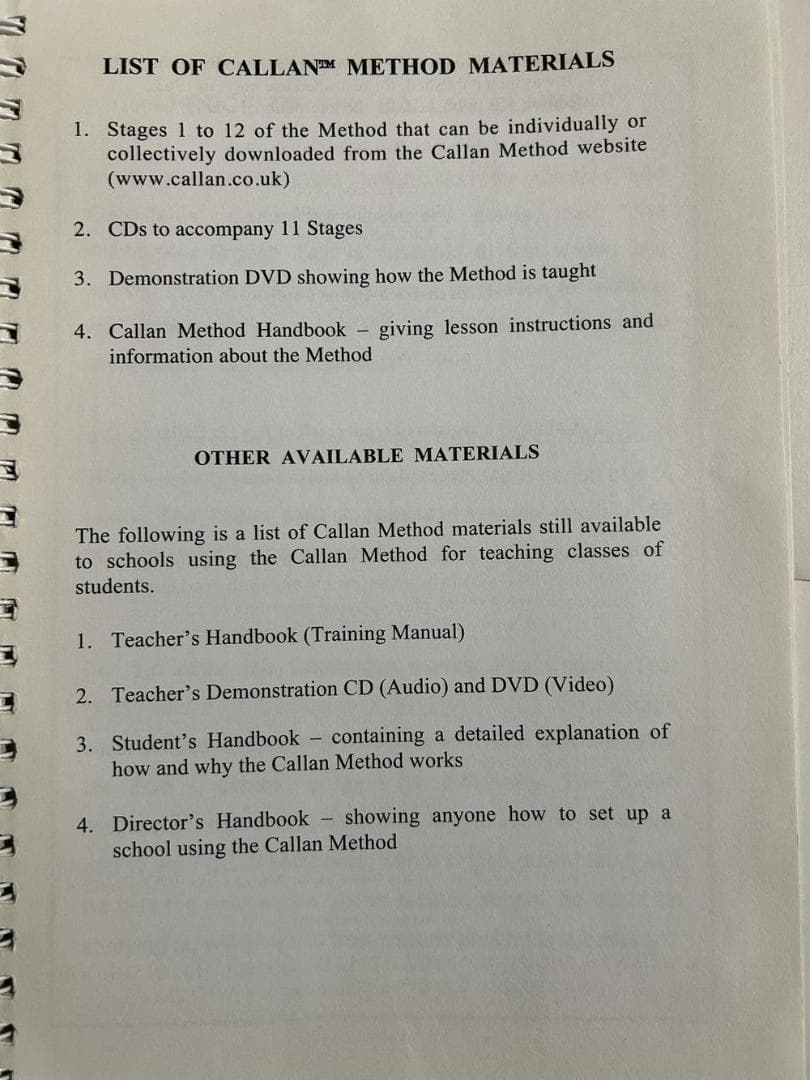 LIST OF CALLAN™ METHOD MATERIALS
1. Stages 1 to 12 of the Method that can be individually or
collectively downloaded from the Callan Method website
(www.callan.co.uk)
2. CDs to accompany 11 Stages
3. Demonstration DVD showing how the Method is taught
4. Callan Method Handbook – giving lesson instructions and
information about the Method
OTHER AVAILABLE MATERIALS
The following is a list of Callan Method materials still available
to schools using the Callan Method for teaching classes of
students.
1. Teacher’s Handbook (Training Manual)
2. Teacher’s Demonstration CD (Audio) and DVD (Video)
3. Student’s Handbook – containing a detailed explanation of
how and why the Callan Method works
4. Director’s Handbook – showing anyone how to set up a
school using the Callan Method